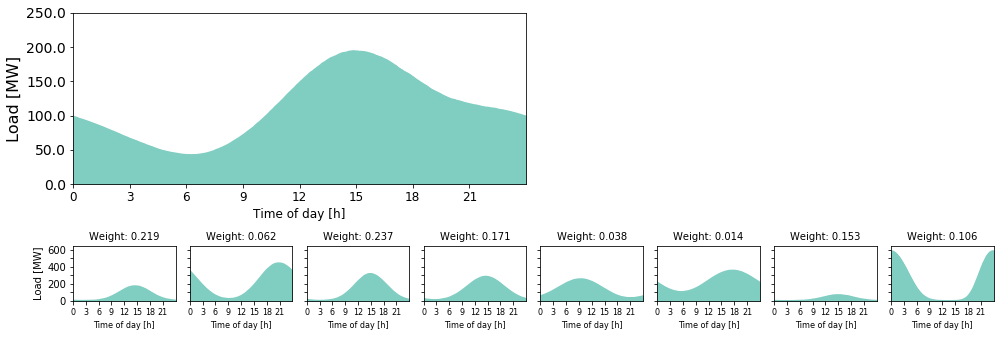 250.0
200.0
150.0
100.0
50.0
0.0
Load [MW]
0 3 6 9 12 15 18 21
Time of day [h]
Weight: 0.219 Weight: 0.062 Weight: 0.237 Weight: 0.171 Weight: 0.038 Weight: 0.014 Weight: 0.153 Weight: 0.106
600
400
200
0
Load [MW]
0 3 6 9 12 15 18 21 0 3 6 9 12 15 18 21 0 3 6 9 12 15 18 21 0 3 6 9 12 15 18 21 0 3 6 9 12 15 18 21 0 3 6 9 12 15 18 21 0 3 6 9 12 15 18 21 0 3 6 9 12 15 18 21
Time of day [h] Time of day [h] Time of day [h] Time of day [h] Time of day [h] Time of day [h] Time of day [h] Time of day [h]